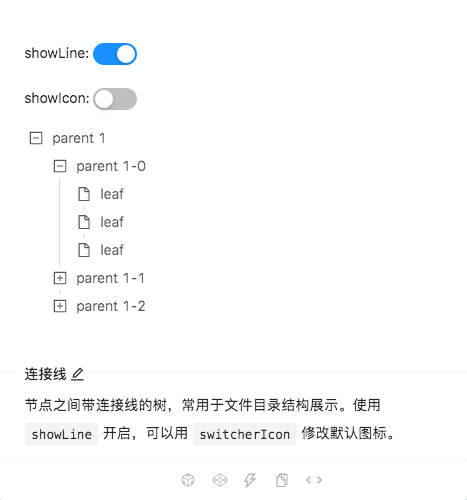 showLine:
showIcon:
parent 1
parent 1-0
leaf
leaf
leaf
parent 1-1
parent 1-2
连接线
节点之间带连接线的树，常用于文件目录结构展示。使用
showLine 开启，可以用 switcherIcon 修改默认图标。